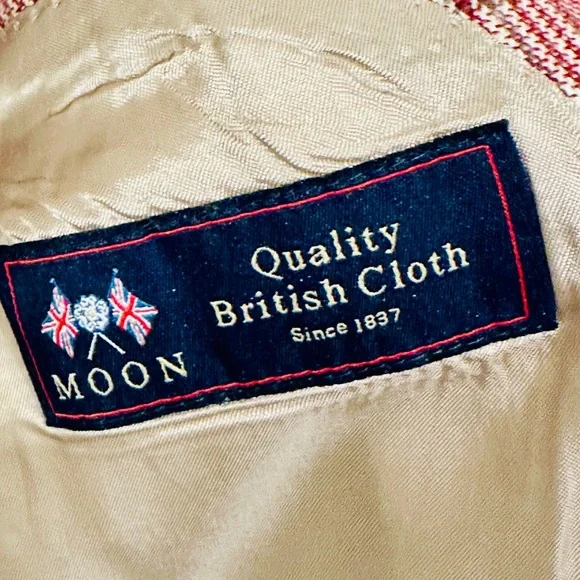 MOON
Quality
British Cloth
Since 1837